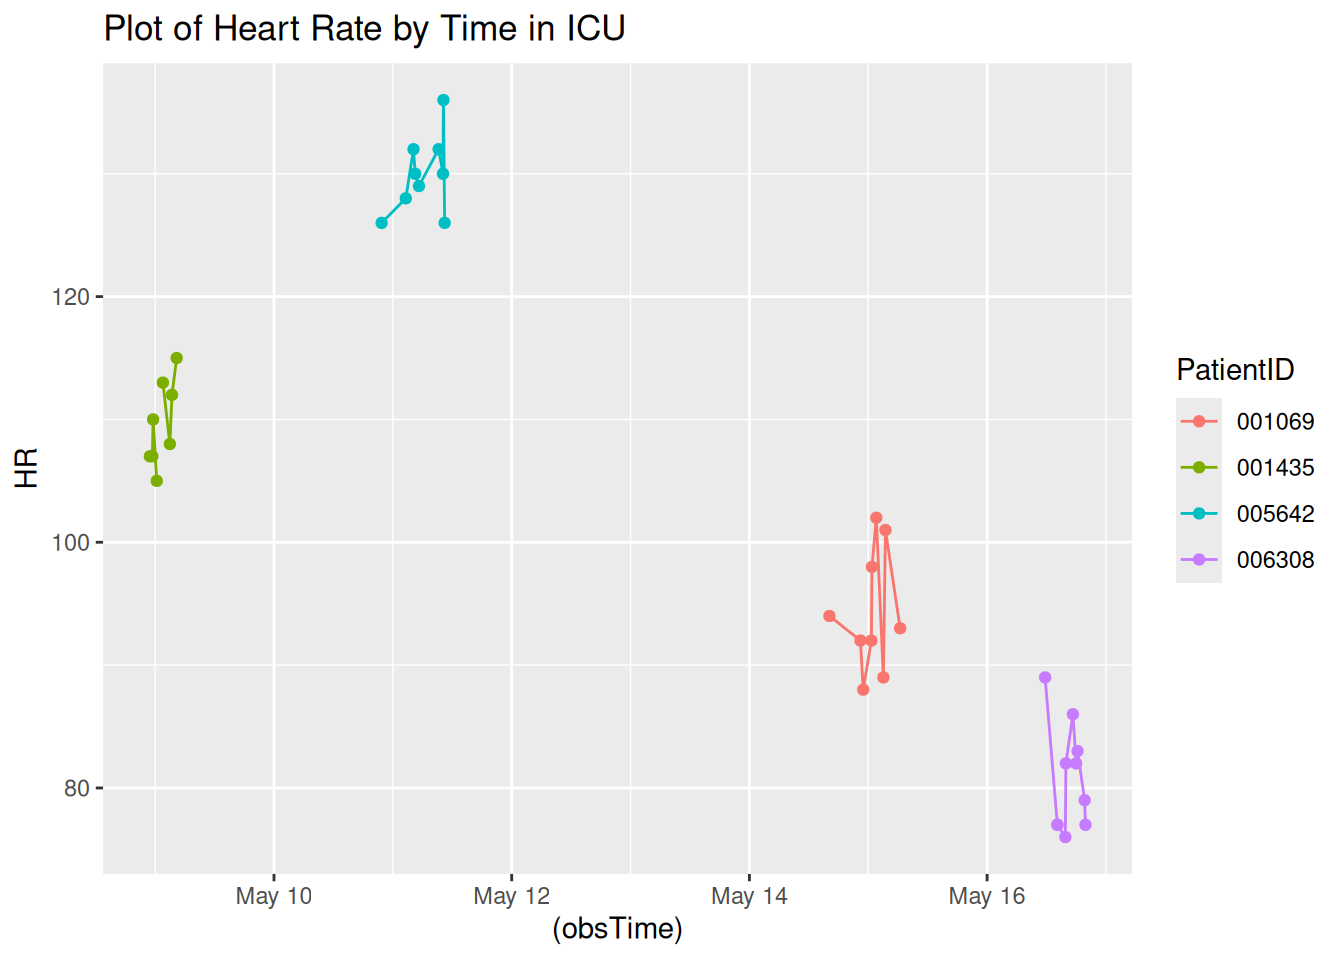 Plot of Heart Rate by Time in ICU
HR
120
100
80
May 10 May 12 May 14 May 16
(obsTime)
PatientID
001069
001435
005642
006308